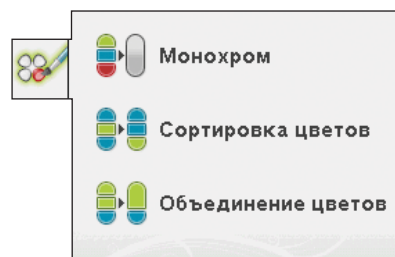 Монохром
Сортировка цветов
Объединение цветов